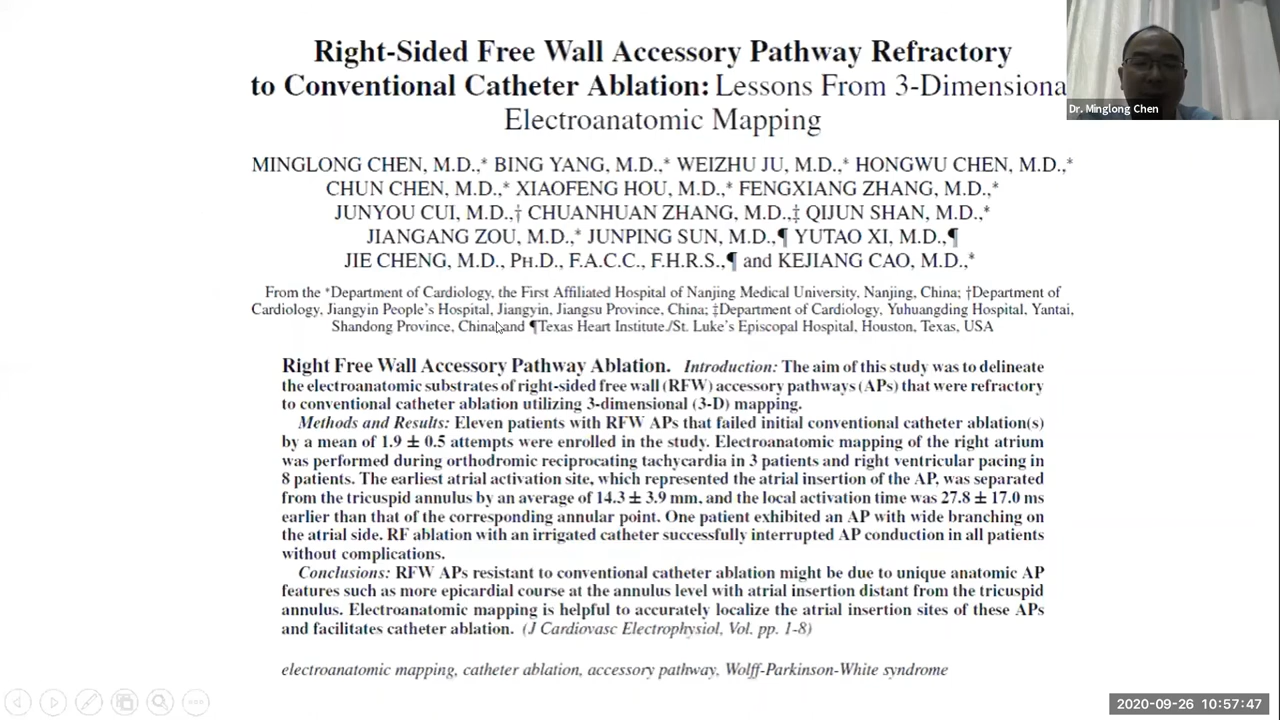 Right-Sided Free Wall Accessory Pathway Refractory
to Conventional Catheter Ablation: Lessons From 3-Dimensiona
Electroanatomic Mapping
Dr. Minglong Chen
MINGLONG CHEN, M.D.,* BING YANG, M.D.,* WEIZHU JU, M.D.,* HONGWU CHEN, M.D.,*
CHUN CHEN, M.D.,* XIAOFENG HOU, M.D.,* FENGXIANG ZHANG, M.D.,*
JUNYOU CUI, M.D.,† CHUANHUAN ZHANG, M.D.,‡ QIJUN SHAN, M.D.,*
JIANGANG ZOU, M.D.,* JUNPING SUN, M.D.,¶ YUTAO XI, M.D.,¶
JIE CHENG, M.D., PH.D., F.A.C.C., F.H.R.S.,¶ and KEJIANG CAO, M.D.,*
From the *Department of Cardiology, the First Affiliated Hospital of Nanjing Medical University, Nanjing, China; †Department of
Cardiology, Jiangyin People's Hospital, Jiangyin, Jiangsu Province, China; ‡Department of Cardiology, Yuhuangding Hospital, Yantai,
Shandong Province, China; and ¶Texas Heart Institute/St. Luke's Episcopal Hospital, Houston, Texas, USA
Right Free Wall Accessory Pathway Ablation. Introduction: The aim of this study was to delineate
the electroanatomic substrates of right-sided free wall (RFW) accessory pathways (APs) that were refractory
to conventional catheter ablation utilizing 3-dimensional (3-D) mapping.
Methods and Results: Eleven patients with RFW APs that failed initial conventional catheter ablation(s)
by a mean of 1.9 ± 0.5 attempts were enrolled in the study. Electroanatomic mapping of the right atrium
was performed during orthodromic reciprocating tachycardia in 3 patients and right ventricular pacing in
8 patients. The earliest atrial activation site, which represented the atrial insertion of the AP, was separated
from the tricuspid annulus by an average of 14.3 ± 3.9 mm, and the local activation time was 27.8 ± 17.0 ms
earlier than that of the corresponding annular point. One patient exhibited an AP with wide branching on
the atrial side. RF ablation with an irrigated catheter successfully interrupted AP conduction in all patients
without complications.
Conclusions: RFW APs resistant to conventional catheter ablation might be due to unique anatomic AP
features such as more epicardial course at the annulus level with atrial insertion distant from the tricuspid
annulus. Electroanatomic mapping is helpful to accurately localize the atrial insertion sites of these APs
and facilitates catheter ablation. (J Cardiovasc Electrophysiol, Vol. pp. 1-8)
electroanatomic mapping, catheter ablation, accessory pathway, Wolff-Parkinson-White syndrome
2020-09-26 10:57:47